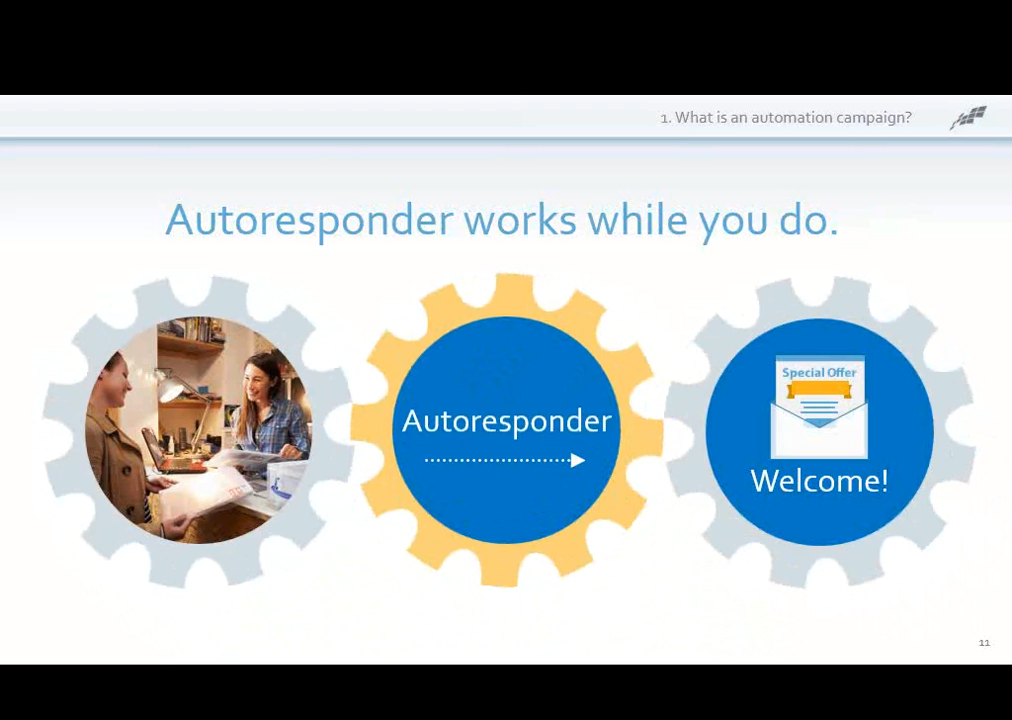 1. What is an automation campaign?
Autoresponder works while you do.
Autoresponder
Special Offer
Welcome!
11